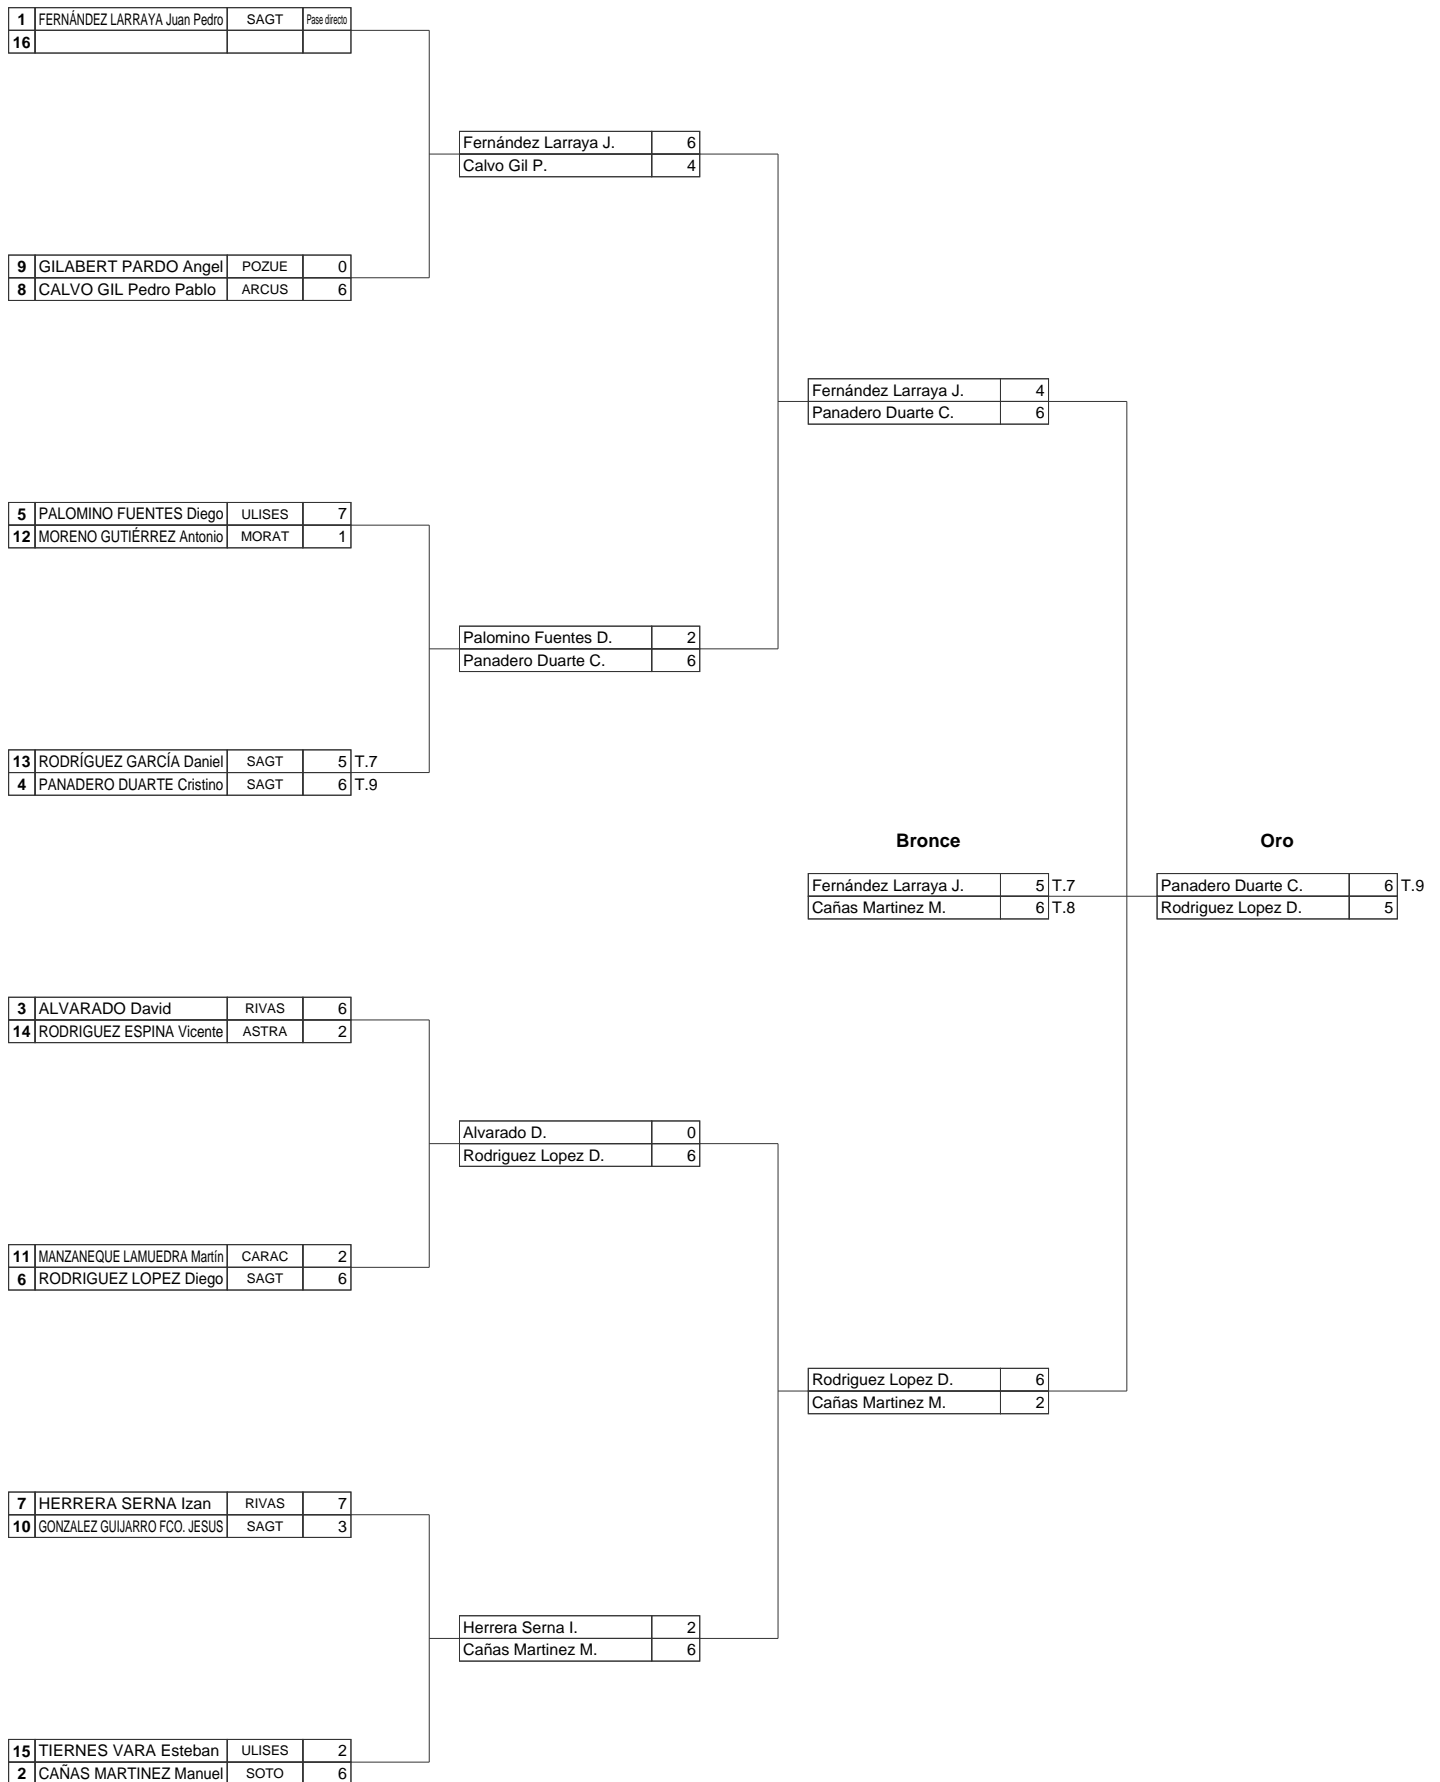 1 FERNÁNDEZ LARRAYA Juan Pedro SAGT Pase directo
16
Fernández Larraya J. 6
Calvo Gil P. 4
9 GILABERT PARDO Angel POZUE 0
8 CALVO GIL Pedro Pablo ARCUS 6
Fernández Larraya J. 4
Panadero Duarte C. 6
5 PALOMINO FUENTES Diego ULISES 7
12 MORENO GUTIÉRREZ Antonio MORAT 1
Palomino Fuentes D. 2
Panadero Duarte C. 6
13 RODRÍGUEZ GARCÍA Daniel SAGT 5 T.7
4 PANADERO DUARTE Cristino SAGT 6 T.9
Bronce Oro
Fernández Larraya J. 5 T.7 Panadero Duarte C. 6 T.9
Cañas Martinez M. 6 T.8 Rodriguez Lopez D. 5
3 ALVARADO David RIVAS 6
14 RODRIGUEZ ESPINA Vicente ASTRA 2
Alvarado D. 0
Rodriguez Lopez D. 6
11 MANZANEQUE LAMUEDRA Martín CARAC 2
6 RODRIGUEZ LOPEZ Diego SAGT 6
Rodriguez Lopez D. 6
Cañas Martinez M. 2
7 HERRERA SERNA Izan RIVAS 7
10 GONZALEZ GUIJARRO FCO. JESUS SAGT 3
Herrera Serna I. 2
Cañas Martinez M. 6
15 TIERNES VARA Esteban ULISES 2
2 CAÑAS MARTINEZ Manuel SOTO 6